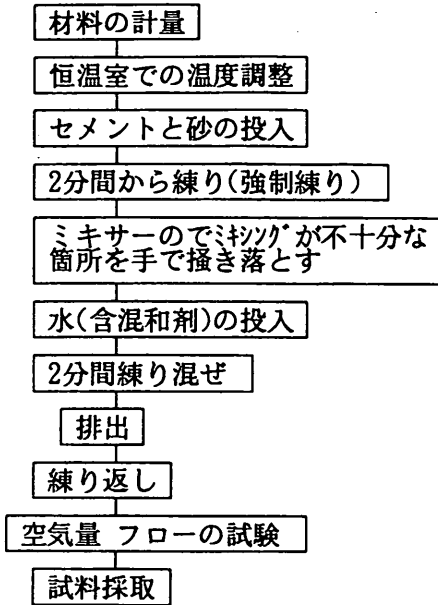 材料の計量
恒温室での温度調整
セメントと砂の投入
2分間から練り(強制練り)
ミキサーのでミキシングが不十分な
箇所を手で掻き落とす
水(含混和剤)の投入
2分間練り混ぜ
排出
練り返し
空気量 フローの試験
試料採取